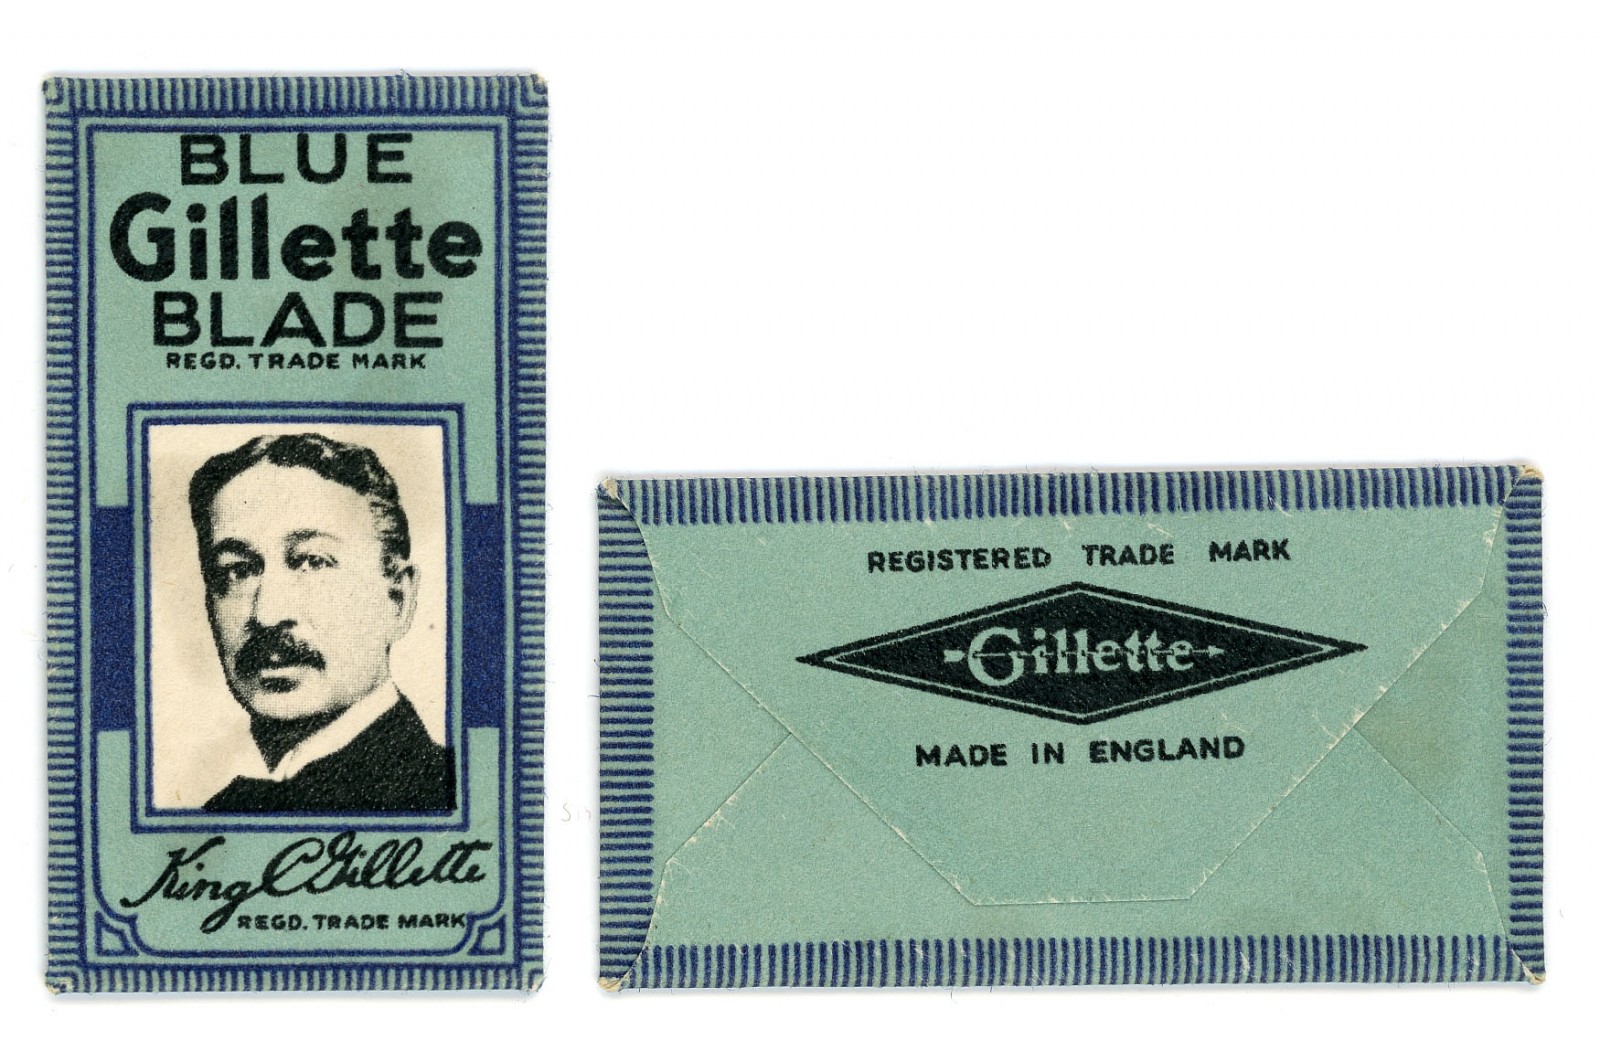 BLUE
Gillette
BLADE
REGD. TRADE MARK
King C Gillette
REGD. TRADE MARK
REGISTERED TRADE MARK
Gillette
MADE IN ENGLAND